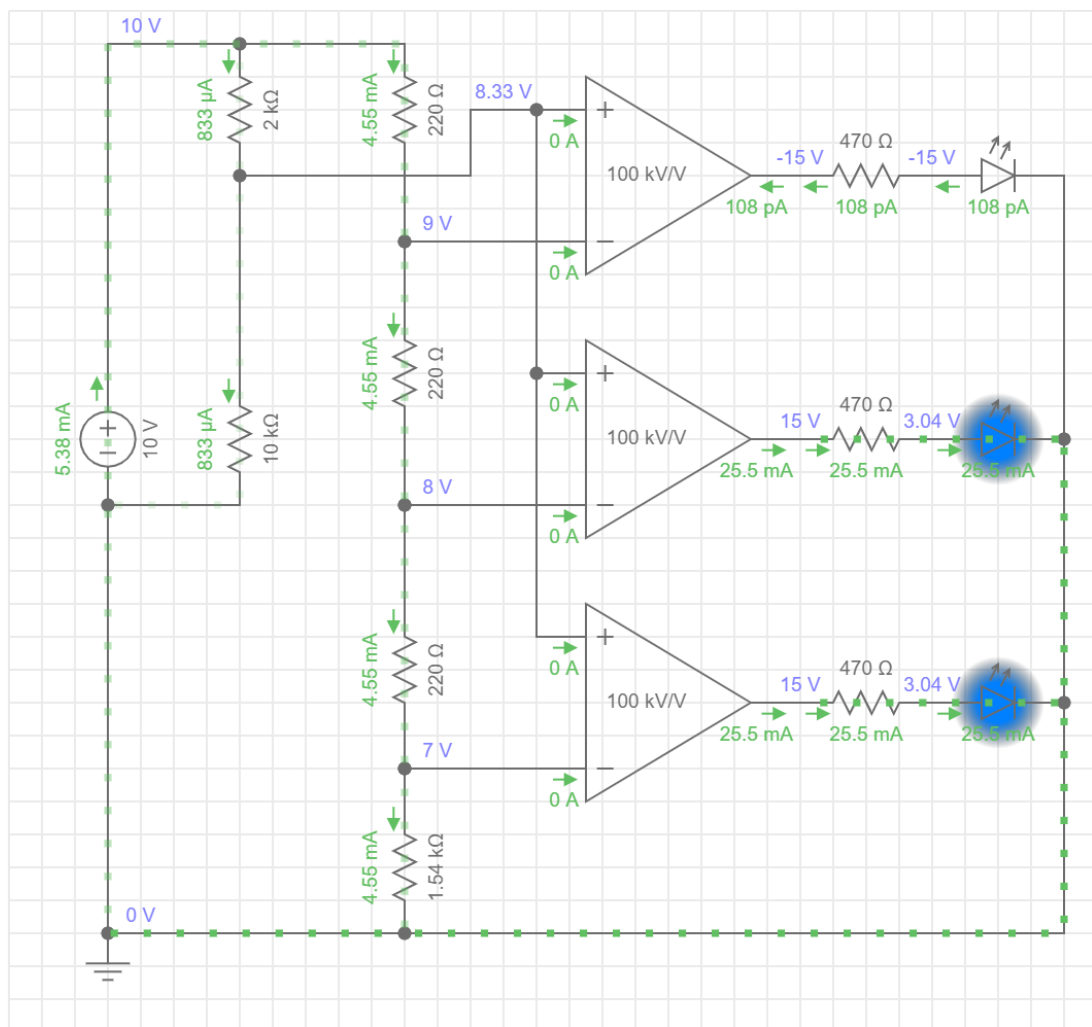 10 V
833 μA
2 kΩ
4.55 mA
220 Ω
8.33 V
+
0 A
100 kV/V
-15 V
470 Ω
-15 V
108 pA
108 pA
108 pA
9 V
−
0 A
5.38 mA
+
−
10 V
833 μA
10 kΩ
4.55 mA
220 Ω
+
0 A
100 kV/V
15 V
470 Ω
3.04 V
25.5 mA
25.5 mA
25.5 mA
8 V
−
0 A
4.55 mA
220 Ω
+
0 A
100 kV/V
15 V
470 Ω
3.04 V
25.5 mA
25.5 mA
25.5 mA
7 V
−
0 A
4.55 mA
1.54 kΩ
0 V